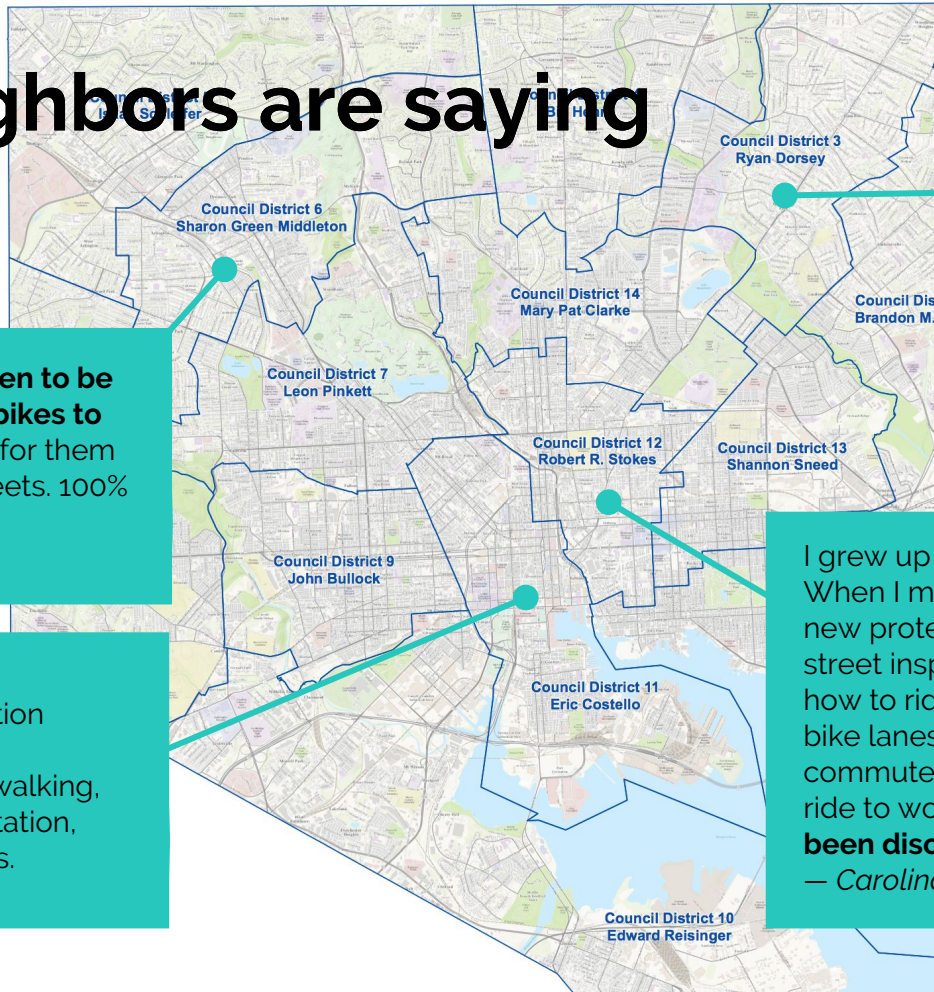 ghbors are saying
Council District 3
Ryan Dorsey
Council District 6
Sharon Green Middleton
Council District 14
Mary Pat Clarke
Council Dis
Brandon M.
en to be
bikes to
for them
eets. 100%
Council District 7
Leon Pinkett
Council District 12
Robert R. Stokes
Council District 13
Shannon Sneed
Council District 9
John Bullock
I grew up
When I m
new prote
street insp
how to ric
bike lanes
commute
ride to wo
been disc
— Carolina
tion
walking,
tation,
s.
Council District 11
Eric Costello
Council District 10
Edward Reisinger